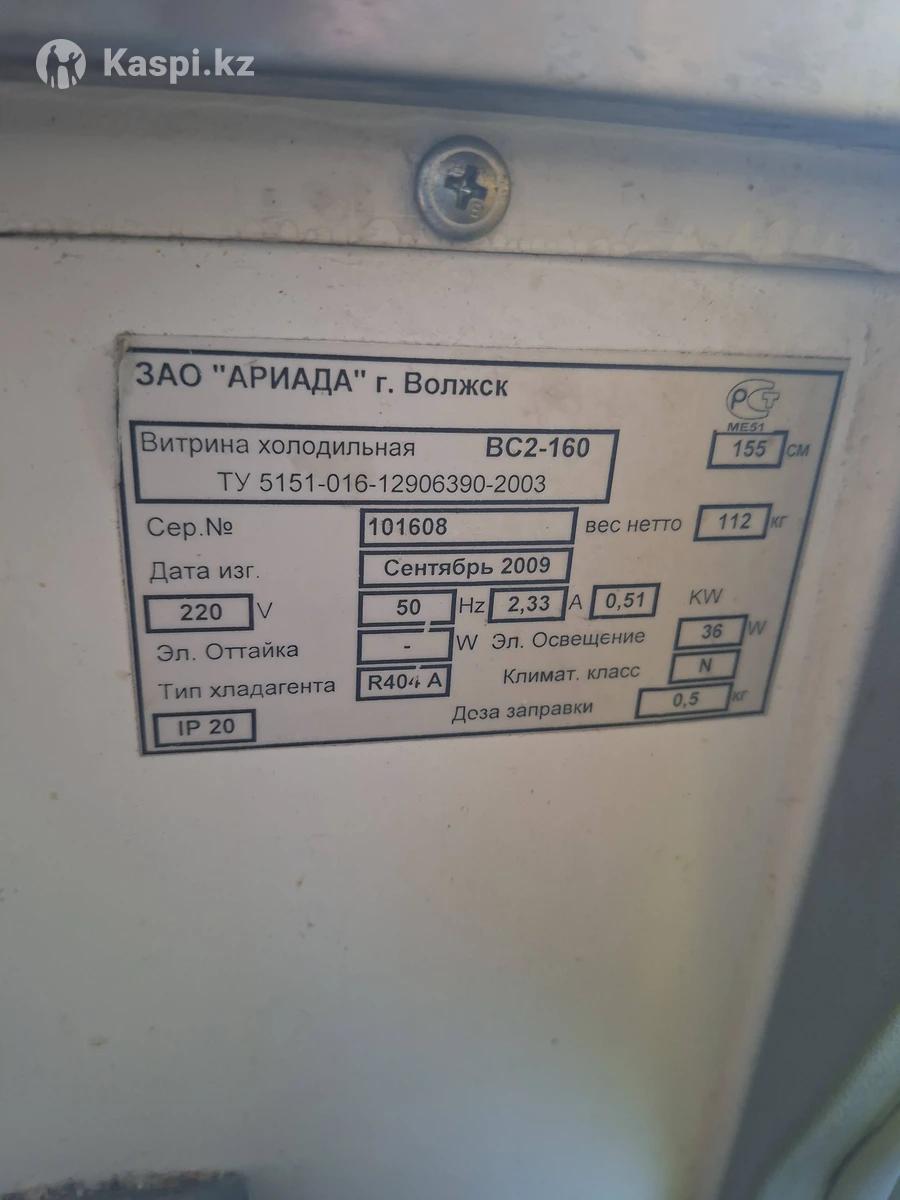 Kaspi.kz
ЗАО "АРИАДА" г. Волжск
РСТ
МЕ51
Витрина холодильная ВС2-160 155 см
ТУ 5151-016-12906390-2003
Сер.№ 101608 вес нетто 112 кг
Дата изг. Сентябрь 2009
220 V 50 Hz 2,33 A 0,51 KW
Эл. Оттайка - W Эл. Освещение 36 W
Тип хладагента R404 A Климат. класс N
IP 20 Доза заправки 0,5 кг